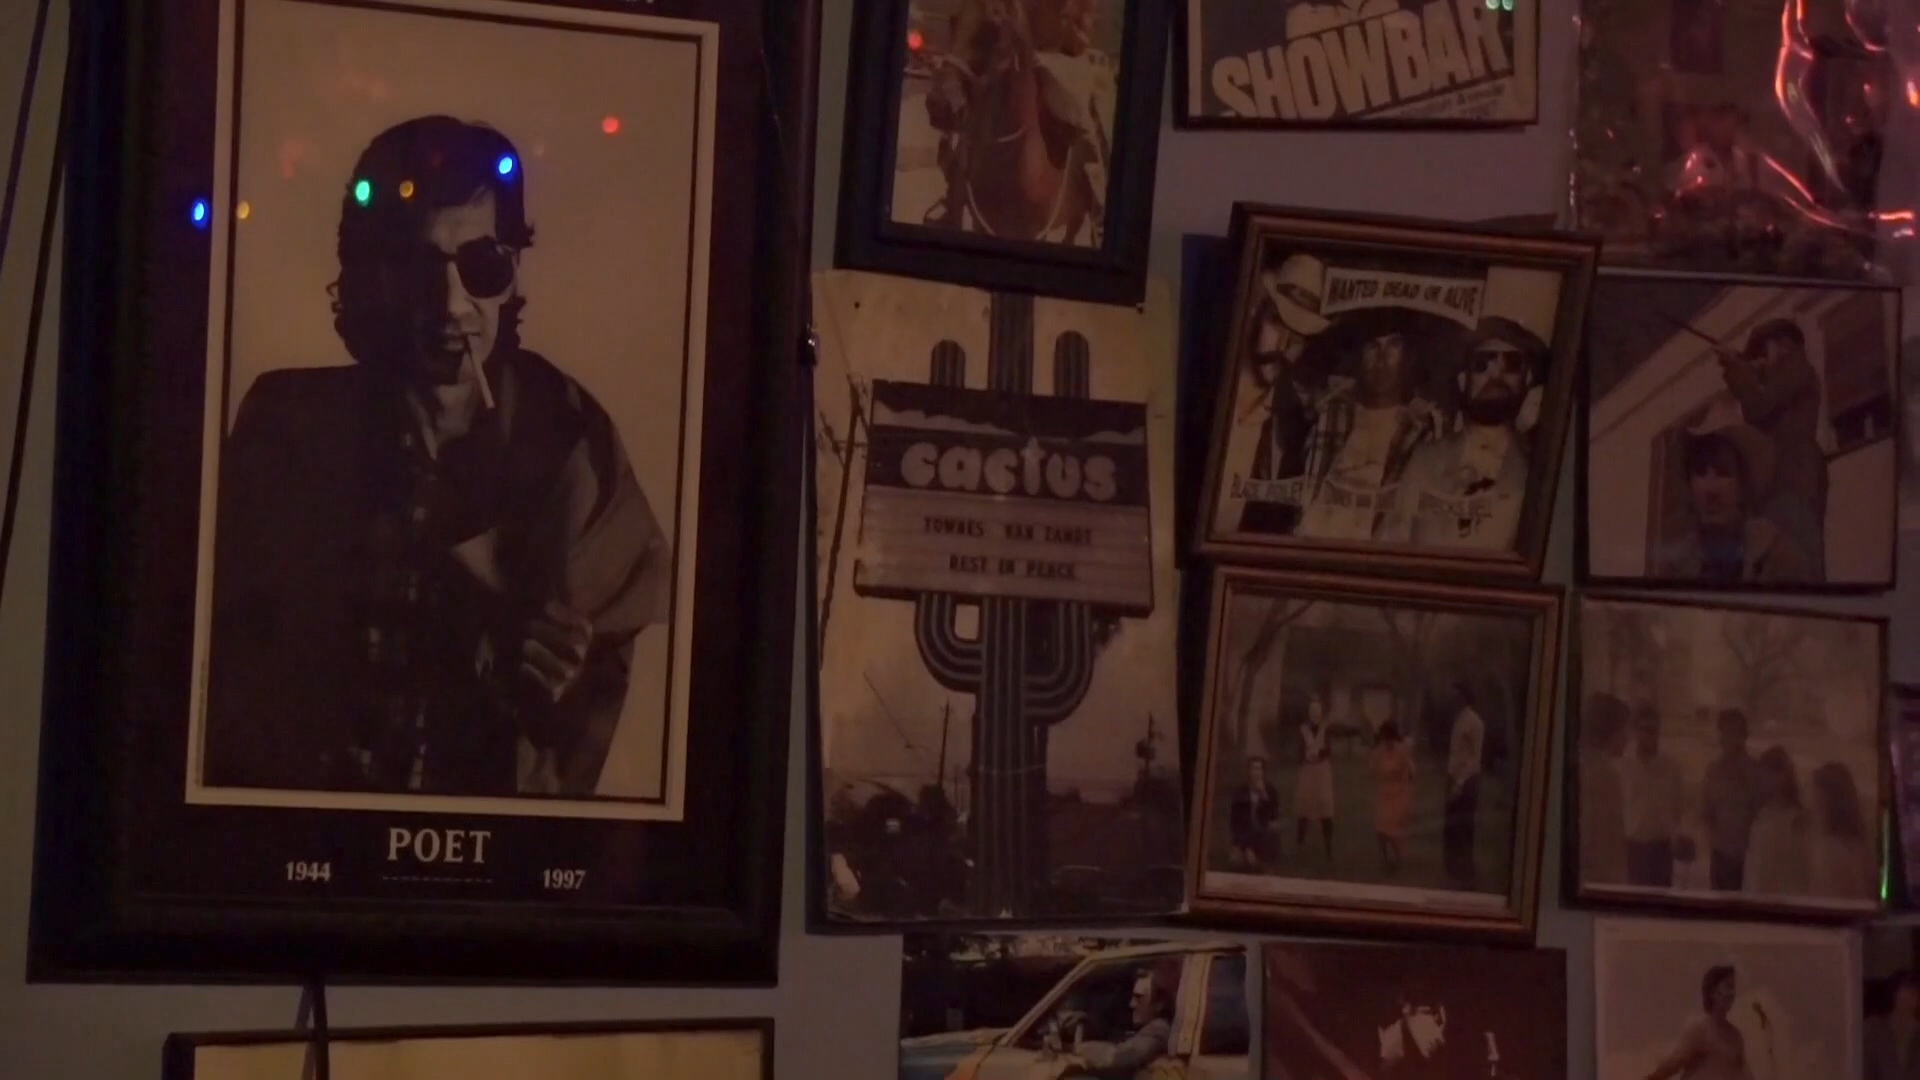 POET
1944
1997
SHOWBAR
cactus
TOWNES VAN ZANDT
REST IN PEACE
WANTED DEAD OR ALIVE